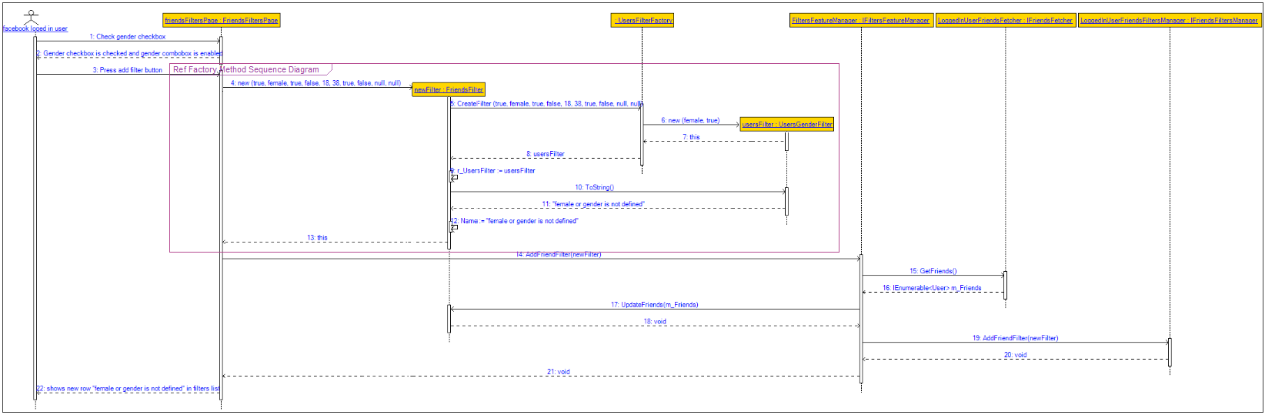 friendsFiltersPage : FriendsFiltersPage
: UsersFilterFactory
FiltersFeatureManager : IFiltersFeatureManager
LoggedInUserFriendsFetcher : IFriendsFetcher
LoggedInUserFriendsFiltersManager : IFriendsFiltersManager
facebook loged in user
1: Check gender checkbox
2: Gender checkbox is checked and gender combobox is enabled
3: Press add filter button
Ref Factory Method Sequence Diagram
4: new (true, female, true, false, 18, 38, true, false, null, null)
newFilter : FriendsFilter
5: CreateFilter (true, female, true, false, 18, 38, true, false, null, null)
6: new (female, true)
usersFilter : UsersGenderFilter
7: this
8: usersFilter
9: r_UsersFilter := usersFilter
10: ToString()
11: "female or gender is not defined"
12: Name: = "female or gender is not defined"
13: this
14: AddFriendFilter(newFilter)
15: GetFriends()
16: IEnumerable<User> m_Friends
17: UpdateFriends(m_Friends)
18: void
19: AddFriendFilter(newFilter)
20: void
21: void
22: shows new row "female or gender is not defined" in filters list